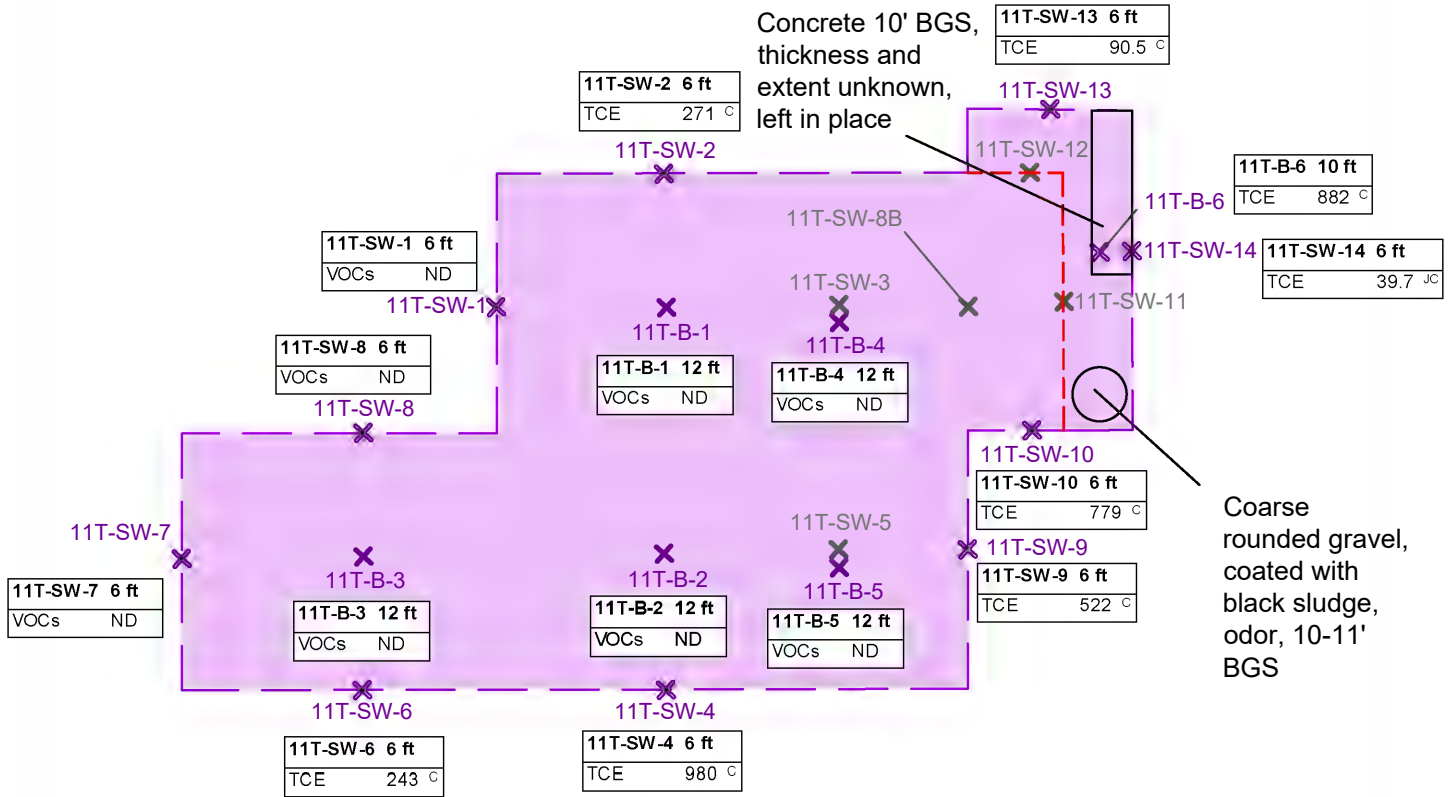 Concrete 10' BGS,
thickness and
extent unknown,
left in place
11T-SW-13 6 ft
TCE 90.5 C
11T-SW-13
11T-SW-2 6 ft
TCE 271 C
11T-SW-2
11T-SW-12
11T-B-6 10 ft
TCE 882 C
11T-B-6
11T-SW-8B
11T-SW-1 6 ft
VOCs ND
11T-SW-1
11T-SW-14
11T-SW-14 6 ft
TCE 39.7 JC
11T-SW-3
11T-SW-11
11T-B-1
11T-B-4
11T-SW-8 6 ft
VOCs ND
11T-SW-8
11T-B-1 12 ft
VOCs ND
11T-B-4 12 ft
VOCs ND
11T-SW-10
11T-SW-10 6 ft
TCE 779 C
Coarse
rounded gravel,
coated with
black sludge,
odor, 10-11'
BGS
11T-SW-7
11T-SW-7 6 ft
VOCs ND
11T-SW-5
11T-SW-9
11T-SW-9 6 ft
TCE 522 C
11T-B-3
11T-B-3 12 ft
VOCs ND
11T-B-2
11T-B-2 12 ft
VOCs ND
11T-B-5
11T-B-5 12 ft
VOCs ND
11T-SW-6
11T-SW-6 6 ft
TCE 243 C
11T-SW-4
11T-SW-4 6 ft
TCE 980 C